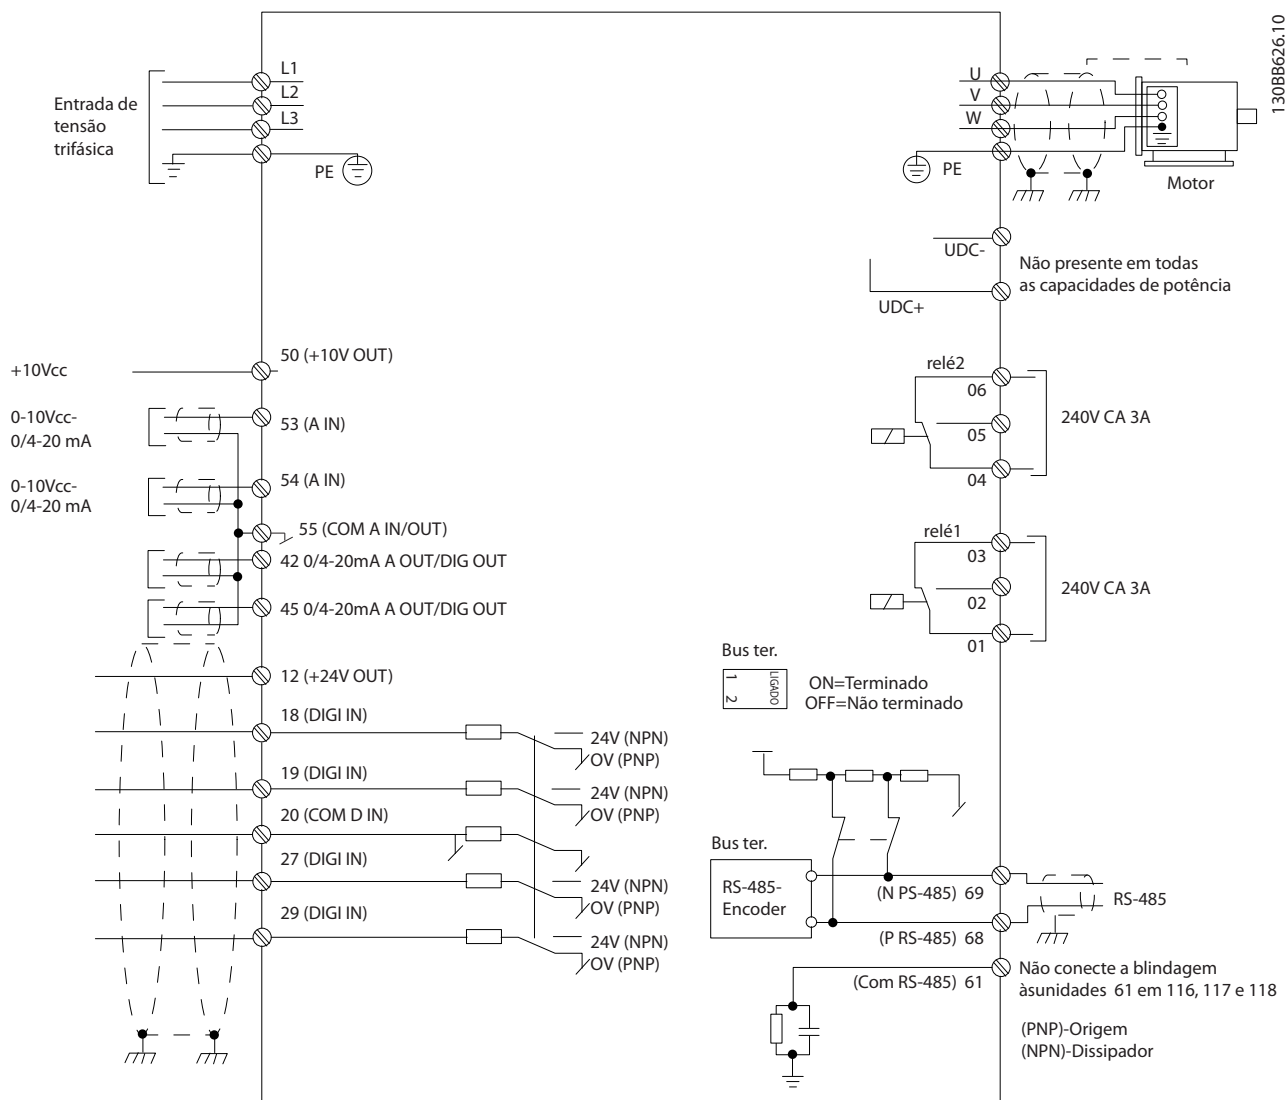 130BB626.10
Entrada de
tensão
trifásica
L1
L2
L3
PE
U
V
W
PE
Motor
UDC-
UDC+
Não presente em todas
as capacidades de potência
+10Vcc
50 (+10V OUT)
0-10Vcc-
0/4-20 mA
53 (A IN)
0-10Vcc-
0/4-20 mA
54 (A IN)
55 (COM A IN/OUT)
42 0/4-20mA A OUT/DIG OUT
45 0/4-20mA A OUT/DIG OUT
12 (+24V OUT)
18 (DIGI IN)
24V (NPN)
OV (PNP)
19 (DIGI IN)
24V (NPN)
OV (PNP)
20 (COM D IN)
27 (DIGI IN)
24V (NPN)
OV (PNP)
29 (DIGI IN)
24V (NPN)
OV (PNP)
relé2
06
05
04
240V CA 3A
relé1
03
02
01
240V CA 3A
Bus ter.
1
2
LIGADO
ON=Terminado
OFF=Não terminado
Bus ter.
RS-485-
Encoder
(N PS-485) 69
(P RS-485) 68
RS-485
(Com RS-485) 61
Não conecte a blindagem
àsunidades 61 em 116, 117 e 118
(PNP)-Origem
(NPN)-Dissipador